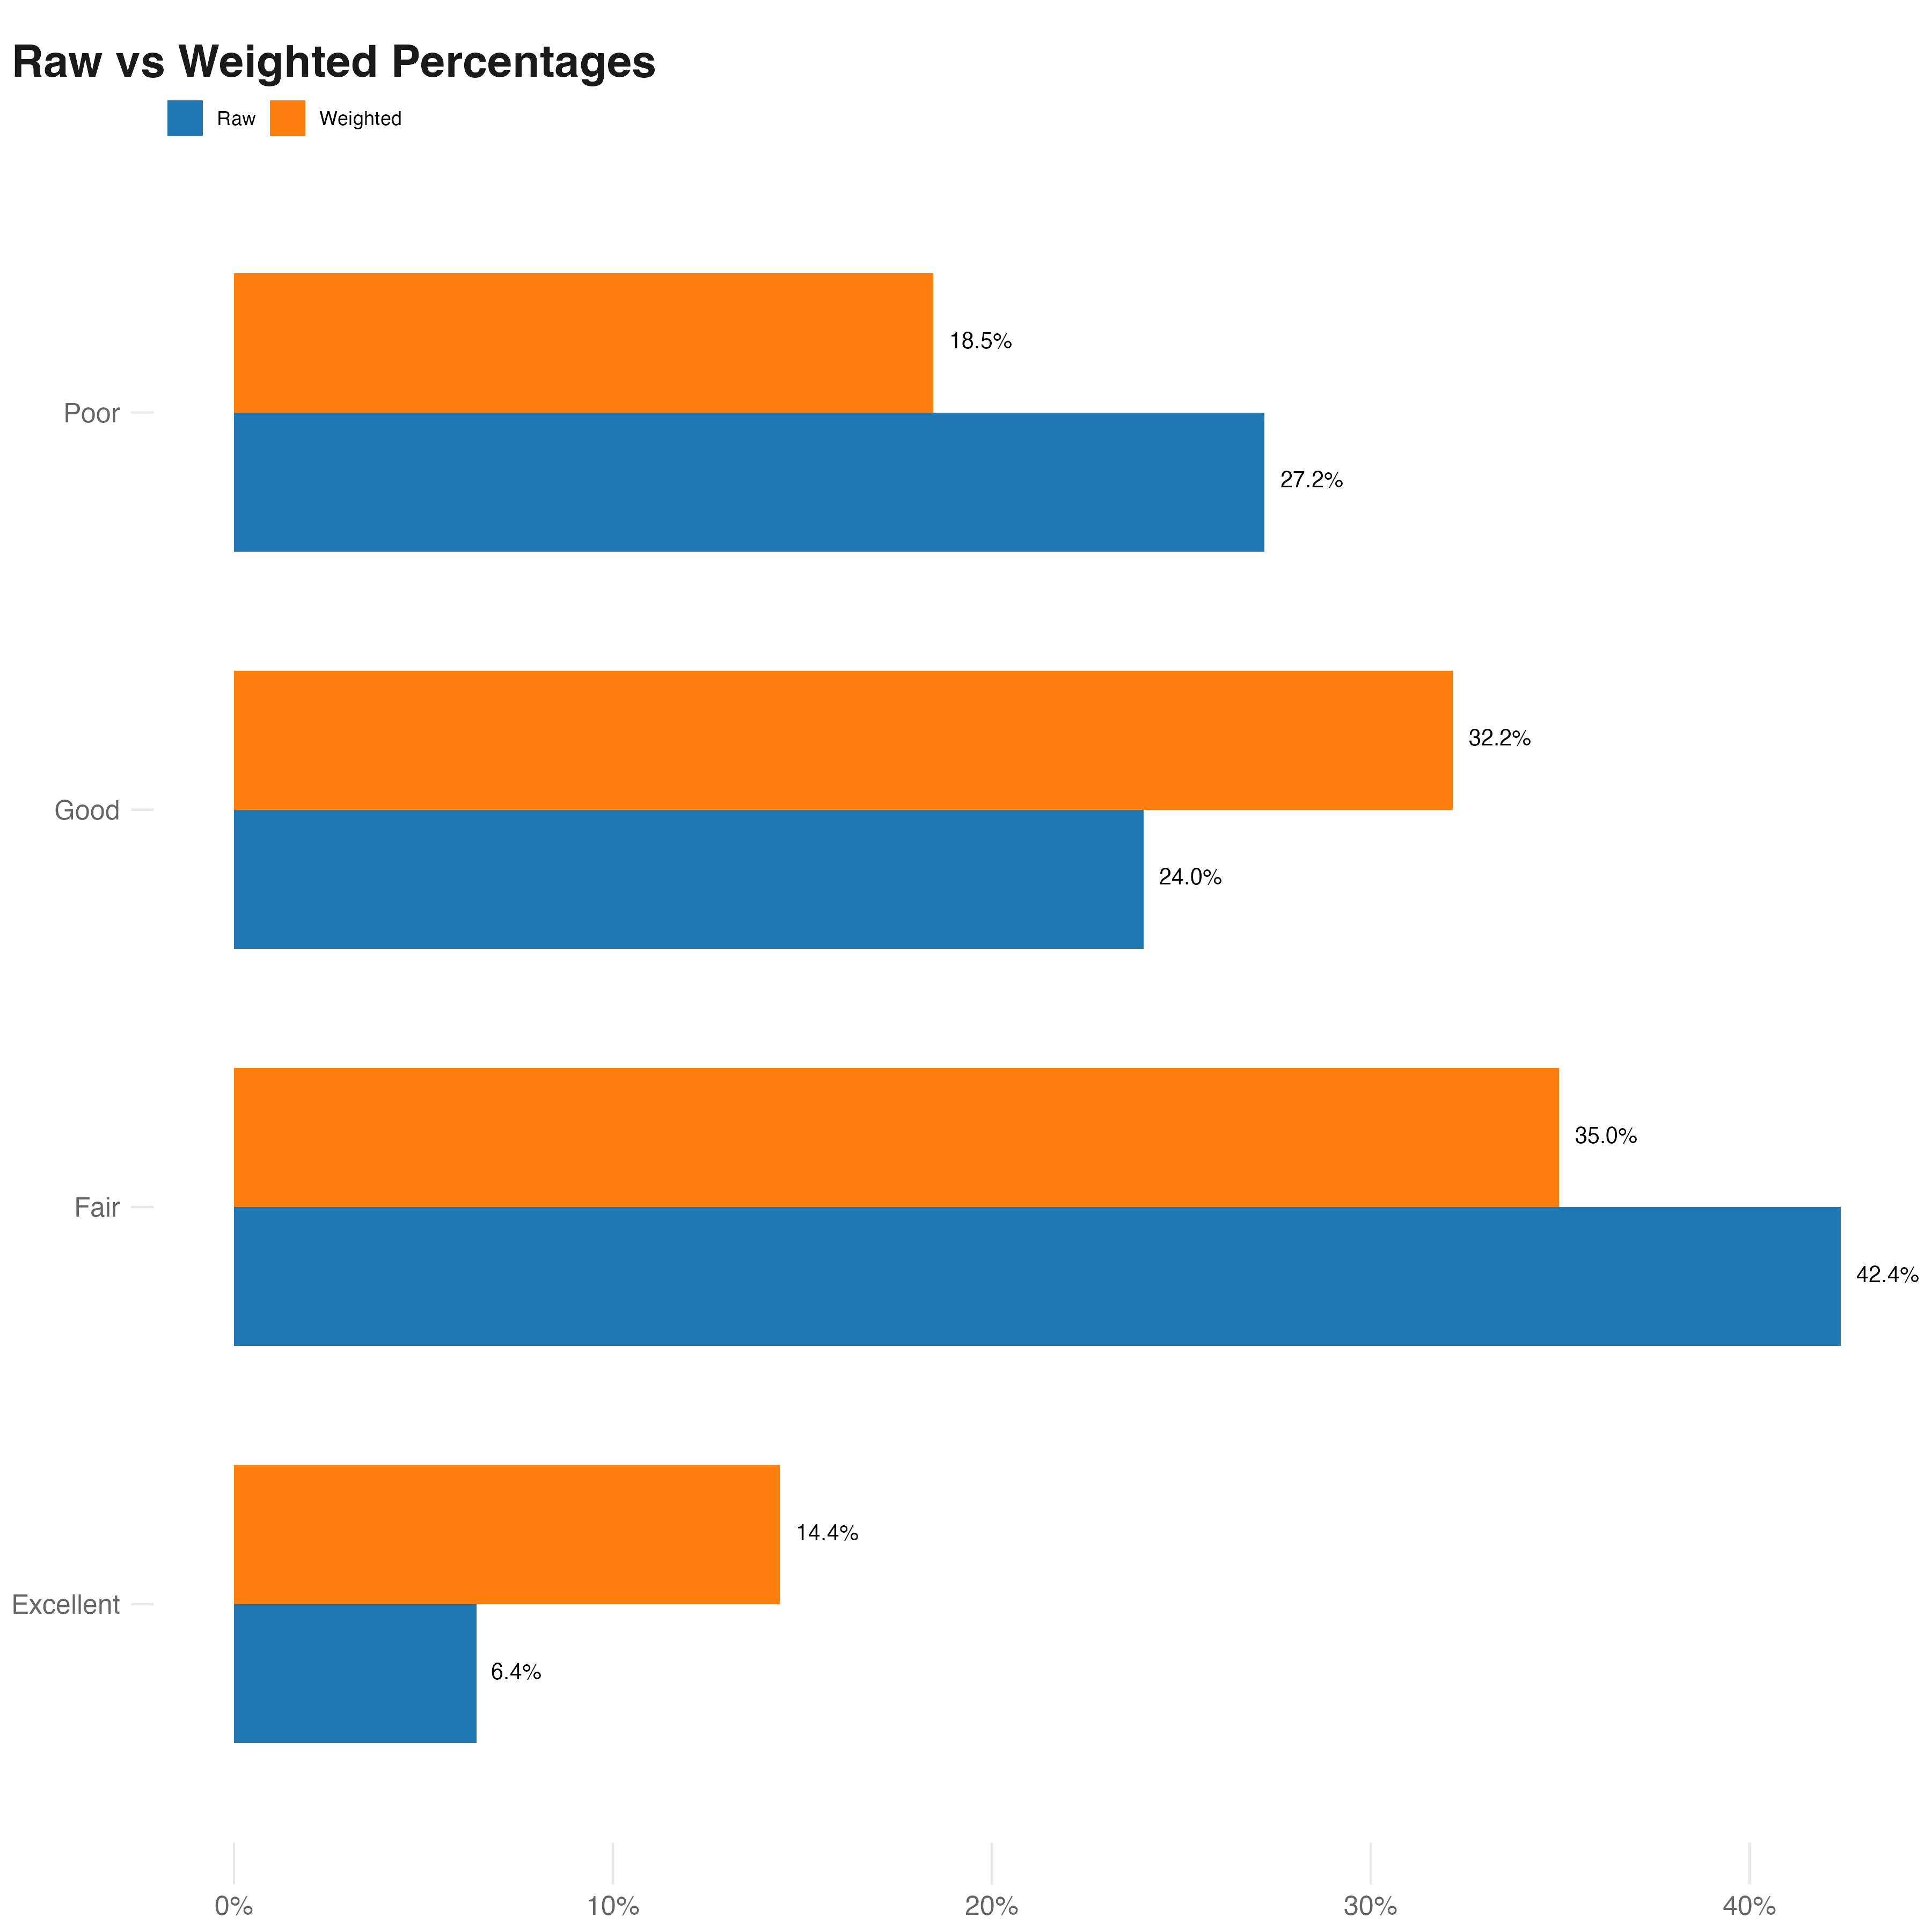 Raw vs Weighted Percentages
Raw Weighted
18.5%
Poor
27.2%
32.2%
Good
24.0%
35.0%
Fair
42.4%
14.4%
Excellent
6.4%
0% 10% 20% 30% 40%